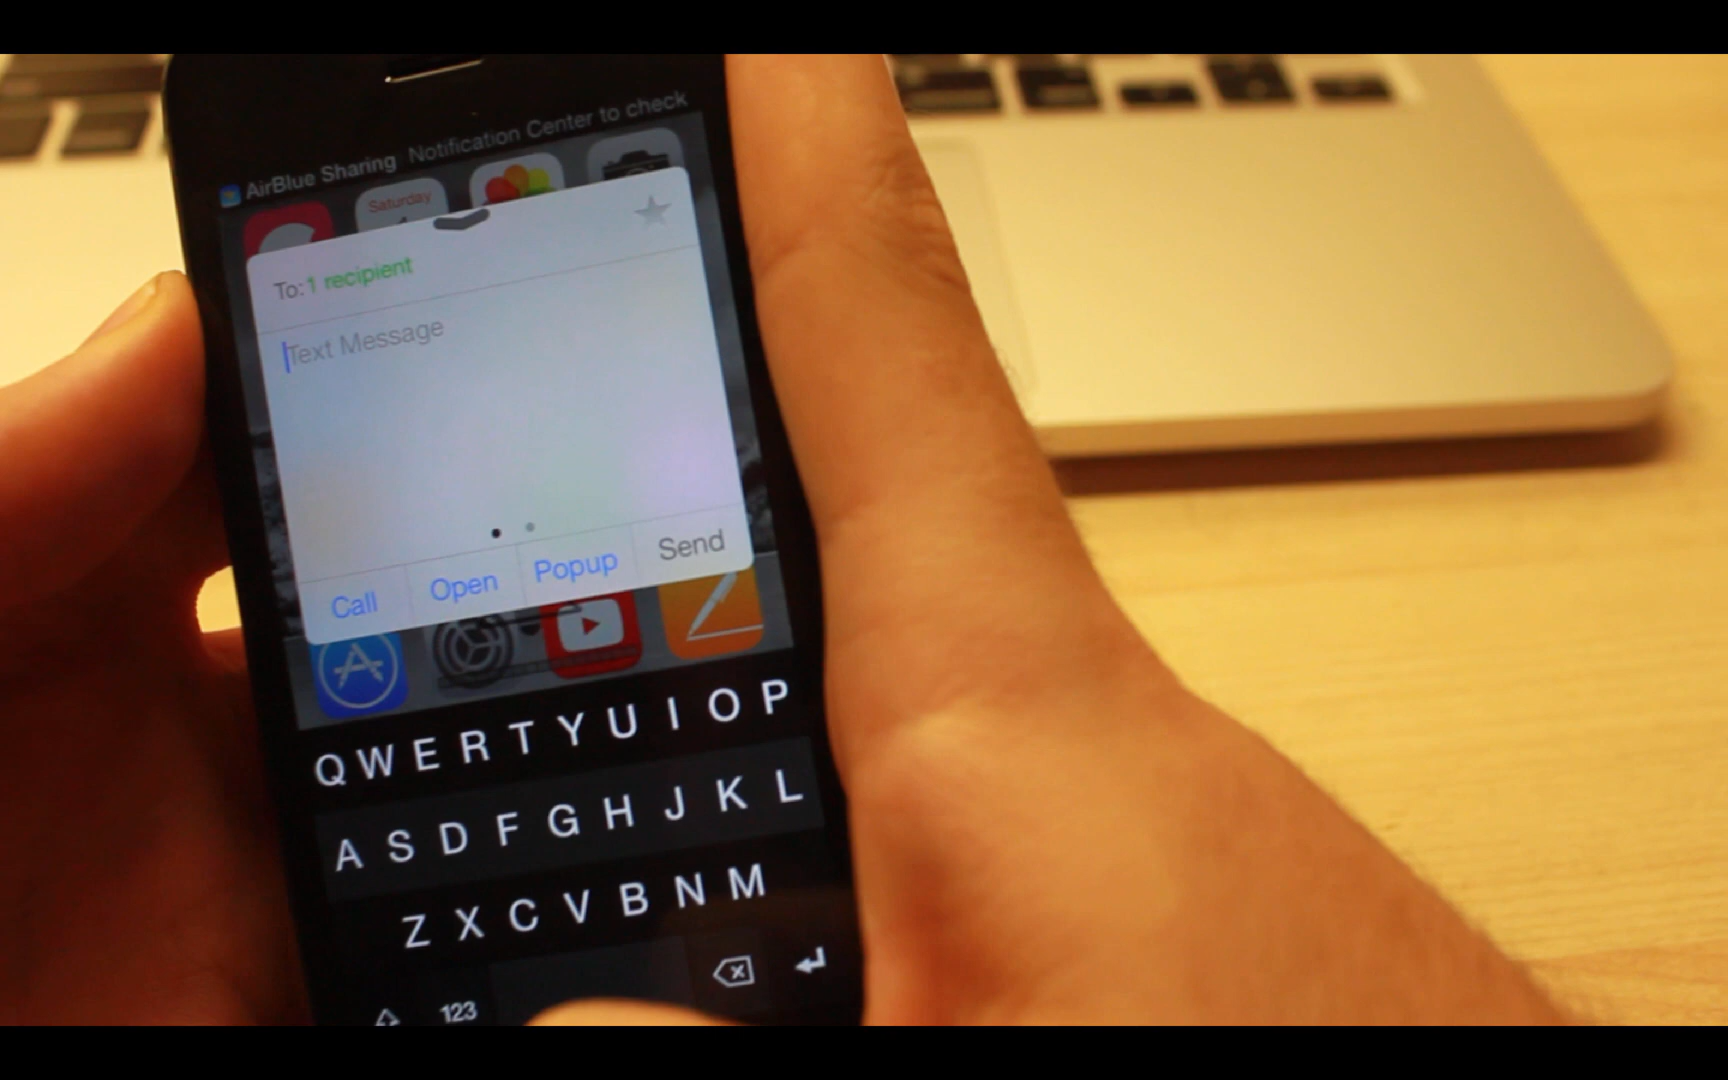 AirBlue Sharing Notification Center to check
Saturday
To: 1 recipient
Text Message
Call Open Popup Send
Q W E R T Y U I O P
A S D F G H J K L
Z X C V B N M
123